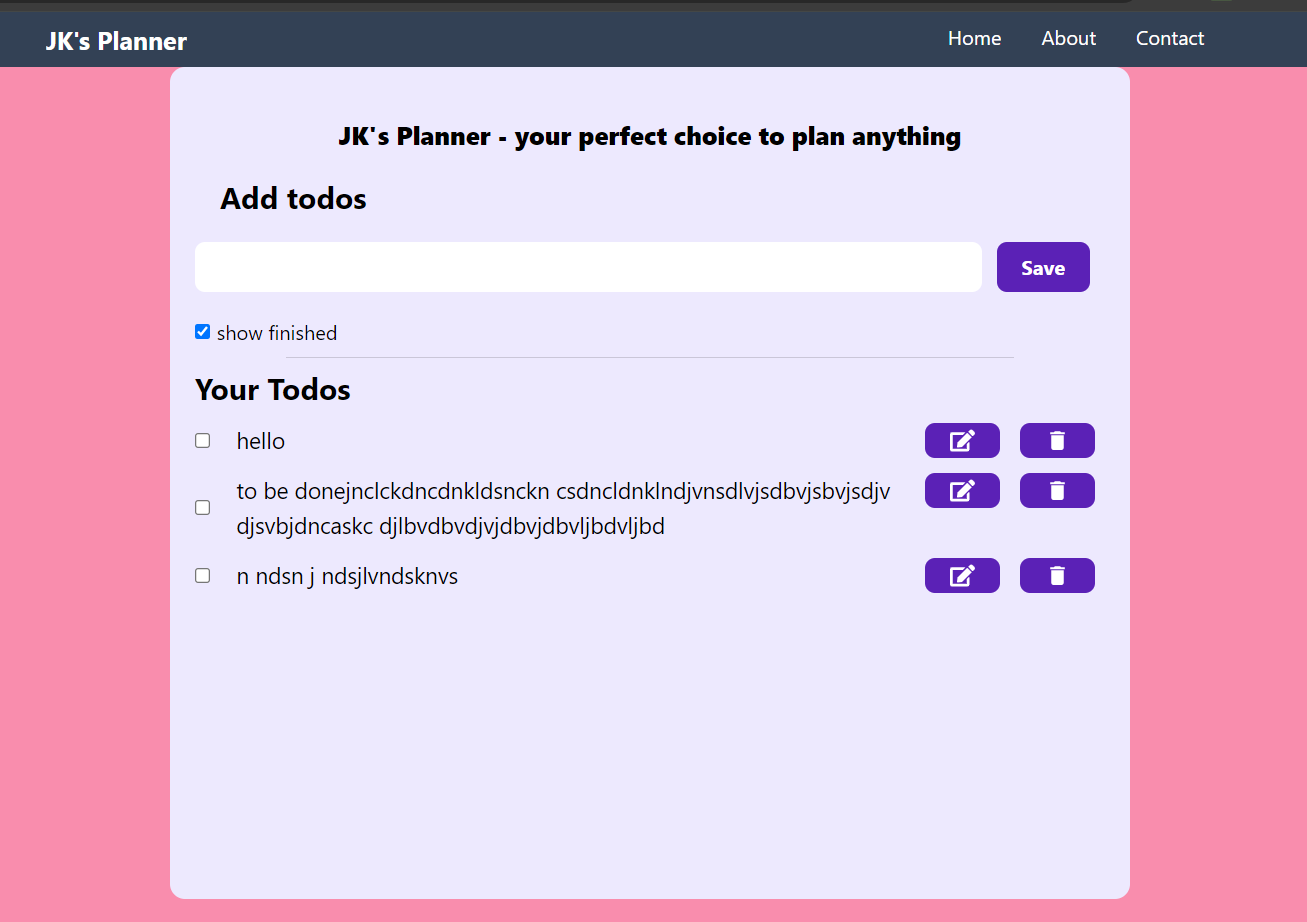 JK's Planner
Home About Contact
JK's Planner - your perfect choice to plan anything
Add todos
Save
show finished
Your Todos
hello
to be donejnclckdncdnkldsnckn csdncldnklndjvnsdlvjsdbvjsbvjsdjv
djsvbjdncaskc djlbvdbvdjvjdbvjdbvljbdvljbd
n ndsn j ndsjlvndsknvs